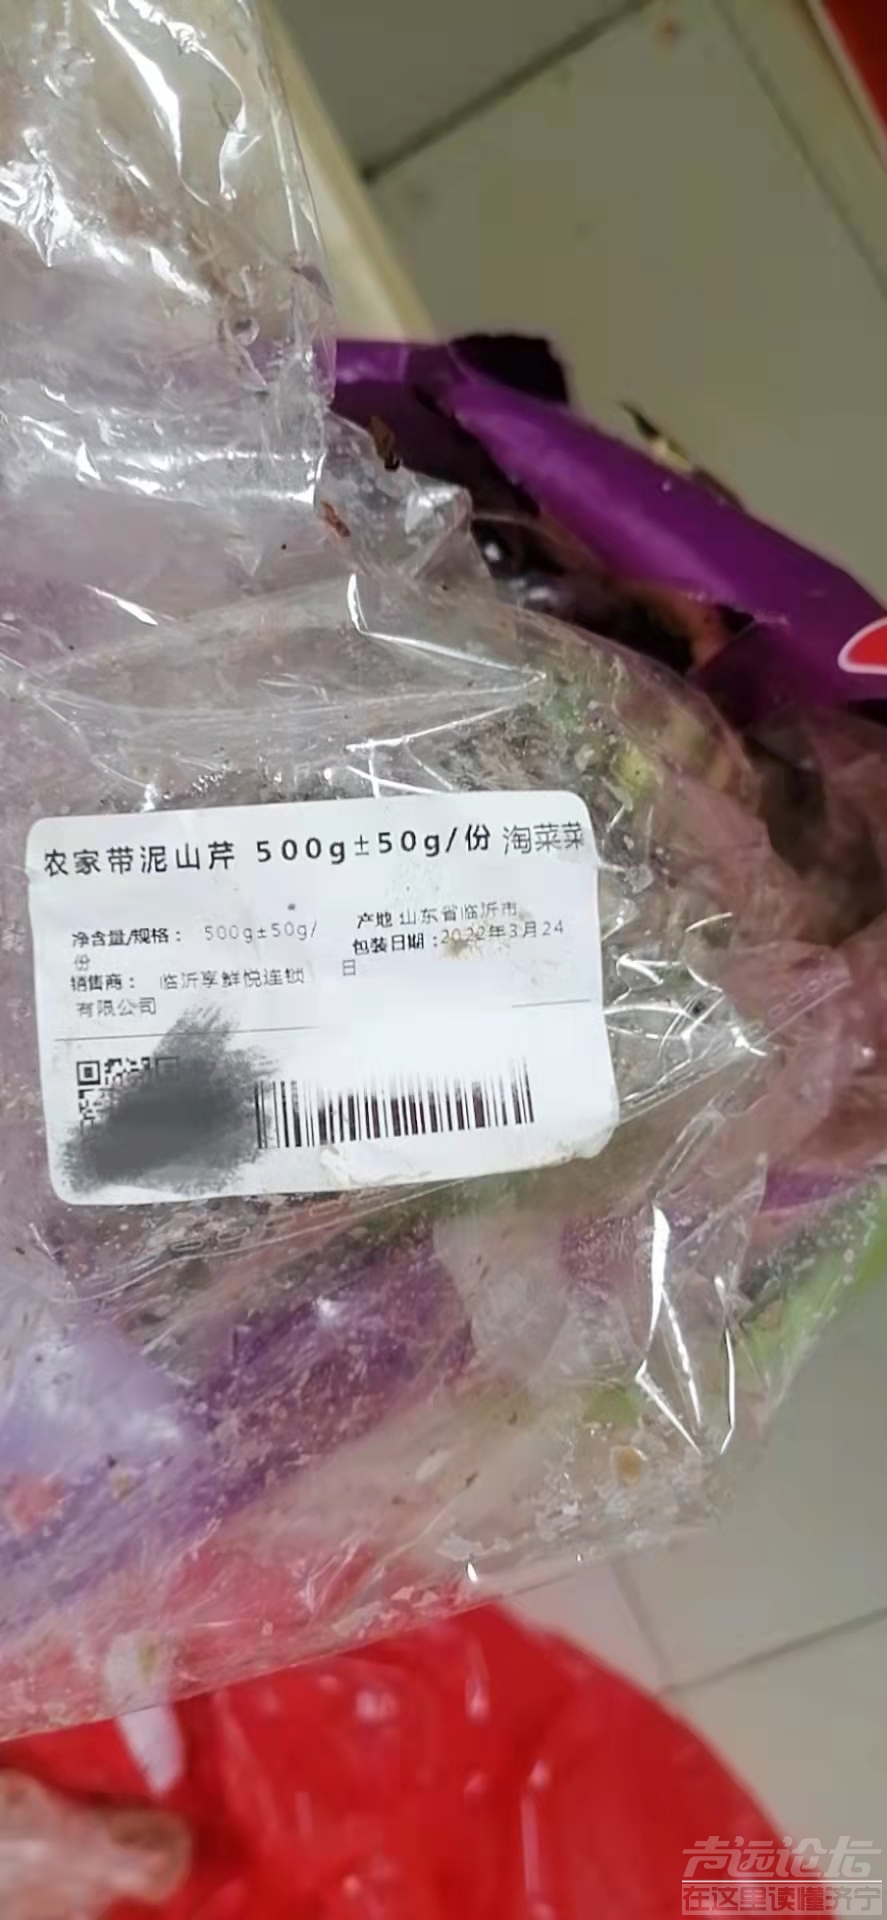 农家带泥山芹 500g±50g/份 淘菜菜
净含量/规格： 500g±50g/
份
产地 山东省临沂市
包装日期：2022年3月24
日
销售商： 临沂享鲜悦连锁
有限公司
声远论坛
在这里读懂济宁